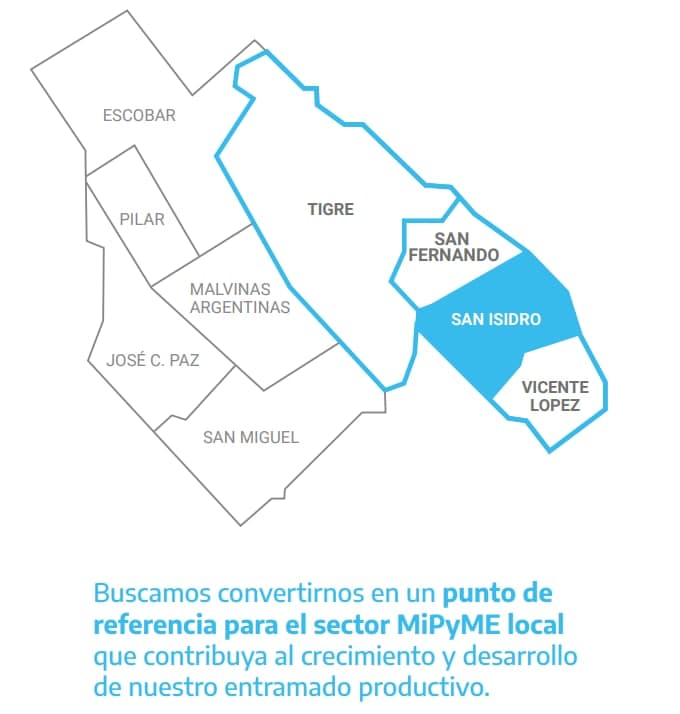 ESCOBAR
PILAR
TIGRE
SAN
FERNANDO
MALVINAS
ARGENTINAS
SAN ISIDRO
JOSÉ C. PAZ
VICENTE
LOPEZ
SAN MIGUEL
Buscamos convertirnos en un punto de
referencia para el sector MiPyME local
que contribuya al crecimiento y desarrollo
de nuestro entramado productivo.